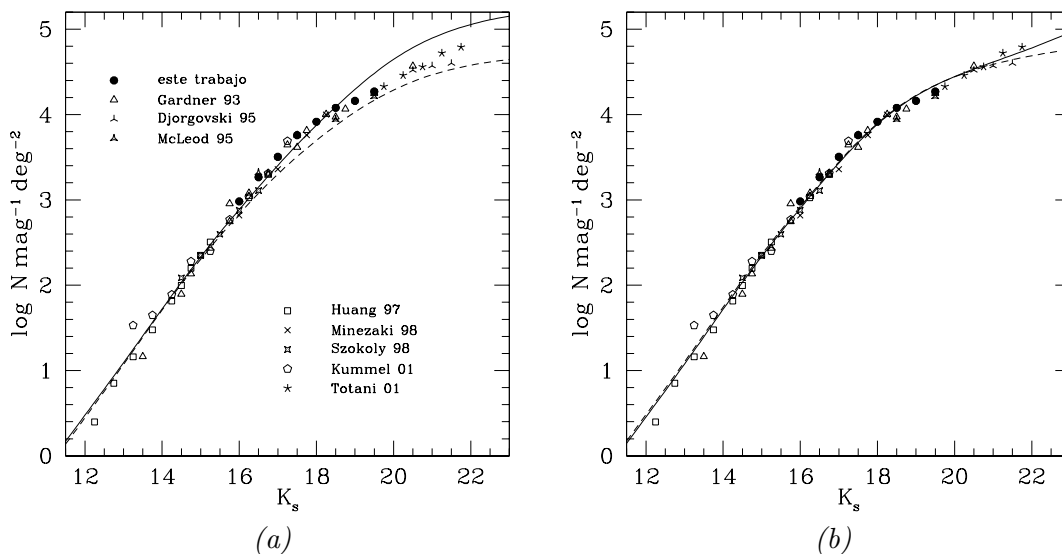 5
4
3
2
1
0
log N mag⁻¹ deg⁻²
este trabajo
Gardner 93
Djorgovski 95
McLeod 95
Huang 97
Minezaki 98
Szokoly 98
Kummel 01
Totani 01
12 14 16 18 20 22
Kₛ
(a)
5
4
3
2
1
0
log N mag⁻¹ deg⁻²
12 14 16 18 20 22
Kₛ
(b)